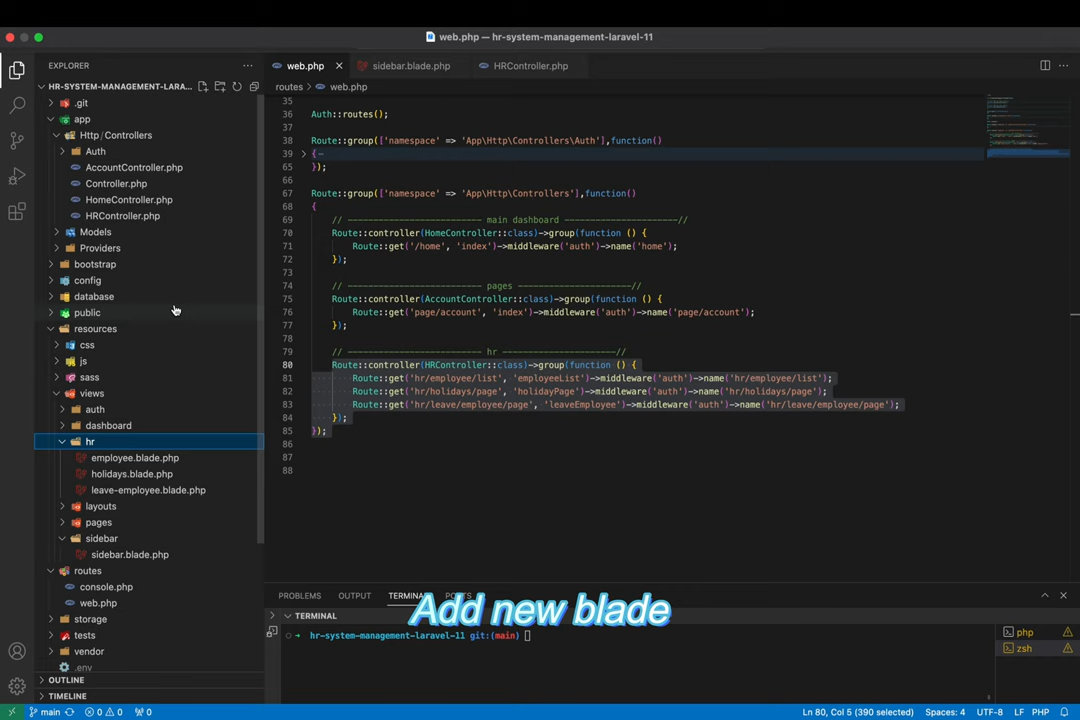 web.php — hr-system-management-laravel-11
EXPLORER
web.php
sidebar.blade.php
HRController.php
HR-SYSTEM-MANAGEMENT-LARA...
routes > web.php
.git
app
Http / Controllers
Auth
AccountController.php
Controller.php
HomeController.php
HRController.php
Models
Providers
bootstrap
config
database
public
resources
css
js
sass
views
auth
dashboard
hr
employee.blade.php
holidays.blade.php
leave-employee.blade.php
layouts
pages
sidebar
sidebar.blade.php
routes
console.php
web.php
storage
tests
vendor
.env
OUTLINE
TIMELINE
35
36 Auth::routes();
37
38 Route::group(['namespace' => 'App\Http\Controllers\Auth'],function()
39 {
65 });
66
67 Route::group(['namespace' => 'App\Http\Controllers'],function()
68 {
69 // -------------------------- main dashboard ----------------------//
70 Route::controller(HomeController::class)->group(function () {
71 Route::get('/home', 'index')->middleware('auth')->name('home');
72 });
73
74 // -------------------------- pages ----------------------//
75 Route::controller(AccountController::class)->group(function () {
76 Route::get('page/account', 'index')->middleware('auth')->name('page/account');
77 });
78
79 // -------------------------- hr ----------------------//
80 Route::controller(HRController::class)->group(function () {
81 Route::get('hr/employee/list', 'employeeList')->middleware('auth')->name('hr/employee/list');
82 Route::get('hr/holidays/page', 'holidayPage')->middleware('auth')->name('hr/holidays/page');
83 Route::get('hr/leave/employee/page', 'leaveEmployee')->middleware('auth')->name('hr/leave/employee/page');
84 });
85 });
86
87
88
PROBLEMS OUTPUT TERMINAL
Add new blade
TERMINAL
hr-system-management-laravel-11 git:(main)
php
zsh
main 0 0 0 Ln 80, Col 5 (390 selected) Spaces: 4 UTF-8 LF PHP